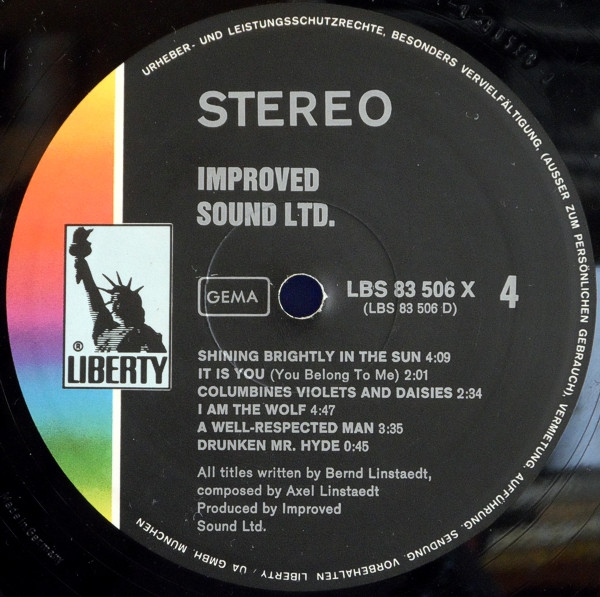 URHEBER- UND LEISTUNGSSCHUTZRECHTE, BESONDERS VERVIELFÄLTIGUNG, (AUSSER ZUM PERSÖNLICHEN GEBRAUCH), VERMIETUNG, AUFFÜHRUNG, SENDUNG, VORBEHALTEN LIBERTY / UA GMBH, MÜNCHEN
STEREO
IMPROVED
SOUND LTD.
GEMA
LBS 83 506 X 4
(LBS 83 506 D)
® LIBERTY
SHINING BRIGHTLY IN THE SUN 4:09
IT IS YOU (You Belong To Me) 2:01
COLUMBINES VIOLETS AND DAISIES 2:34
I AM THE WOLF 4:47
A WELL-RESPECTED MAN 3:35
DRUNKEN MR. HYDE 0:45
All titles written by Bernd Linstaedt,
composed by Axel Linstaedt
Produced by Improved
Sound Ltd.
Made in Germany